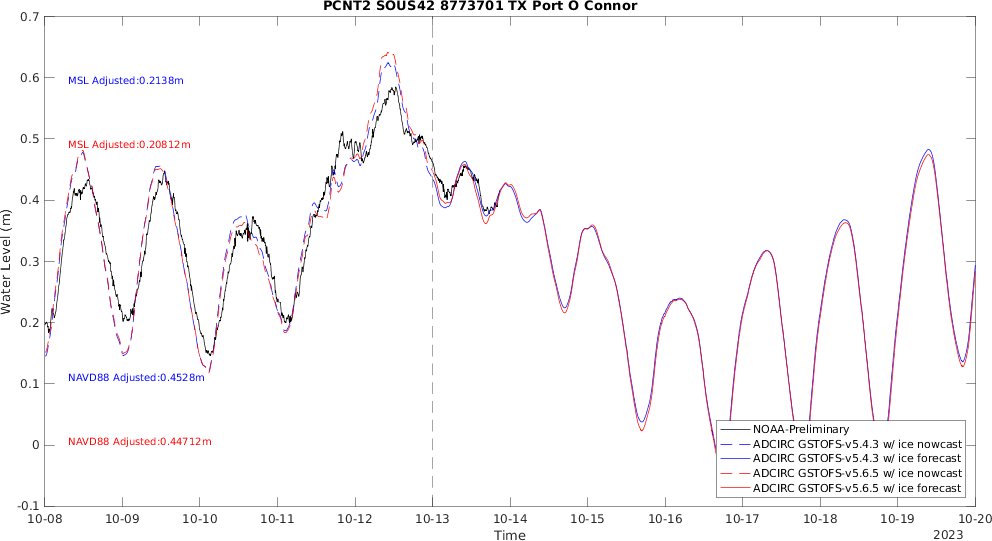 PCNT2 SOUS42 8773701 TX Port O Connor
0.7
0.6
0.5
0.4
0.3
0.2
0.1
0
-0.1
Water Level (m)
MSL Adjusted:0.2138m
MSL Adjusted:0.20812m
NAVD88 Adjusted:0.4528m
NAVD88 Adjusted:0.44712m
NOAA-Preliminary
ADCIRC GSTOFS-v5.4.3 w/ ice nowcast
ADCIRC GSTOFS-v5.4.3 w/ ice forecast
ADCIRC GSTOFS-v5.6.5 w/ ice nowcast
ADCIRC GSTOFS-v5.6.5 w/ ice forecast
10-08 10-09 10-10 10-11 10-12 10-13 10-14 10-15 10-16 10-17 10-18 10-19 10-20
Time
2023